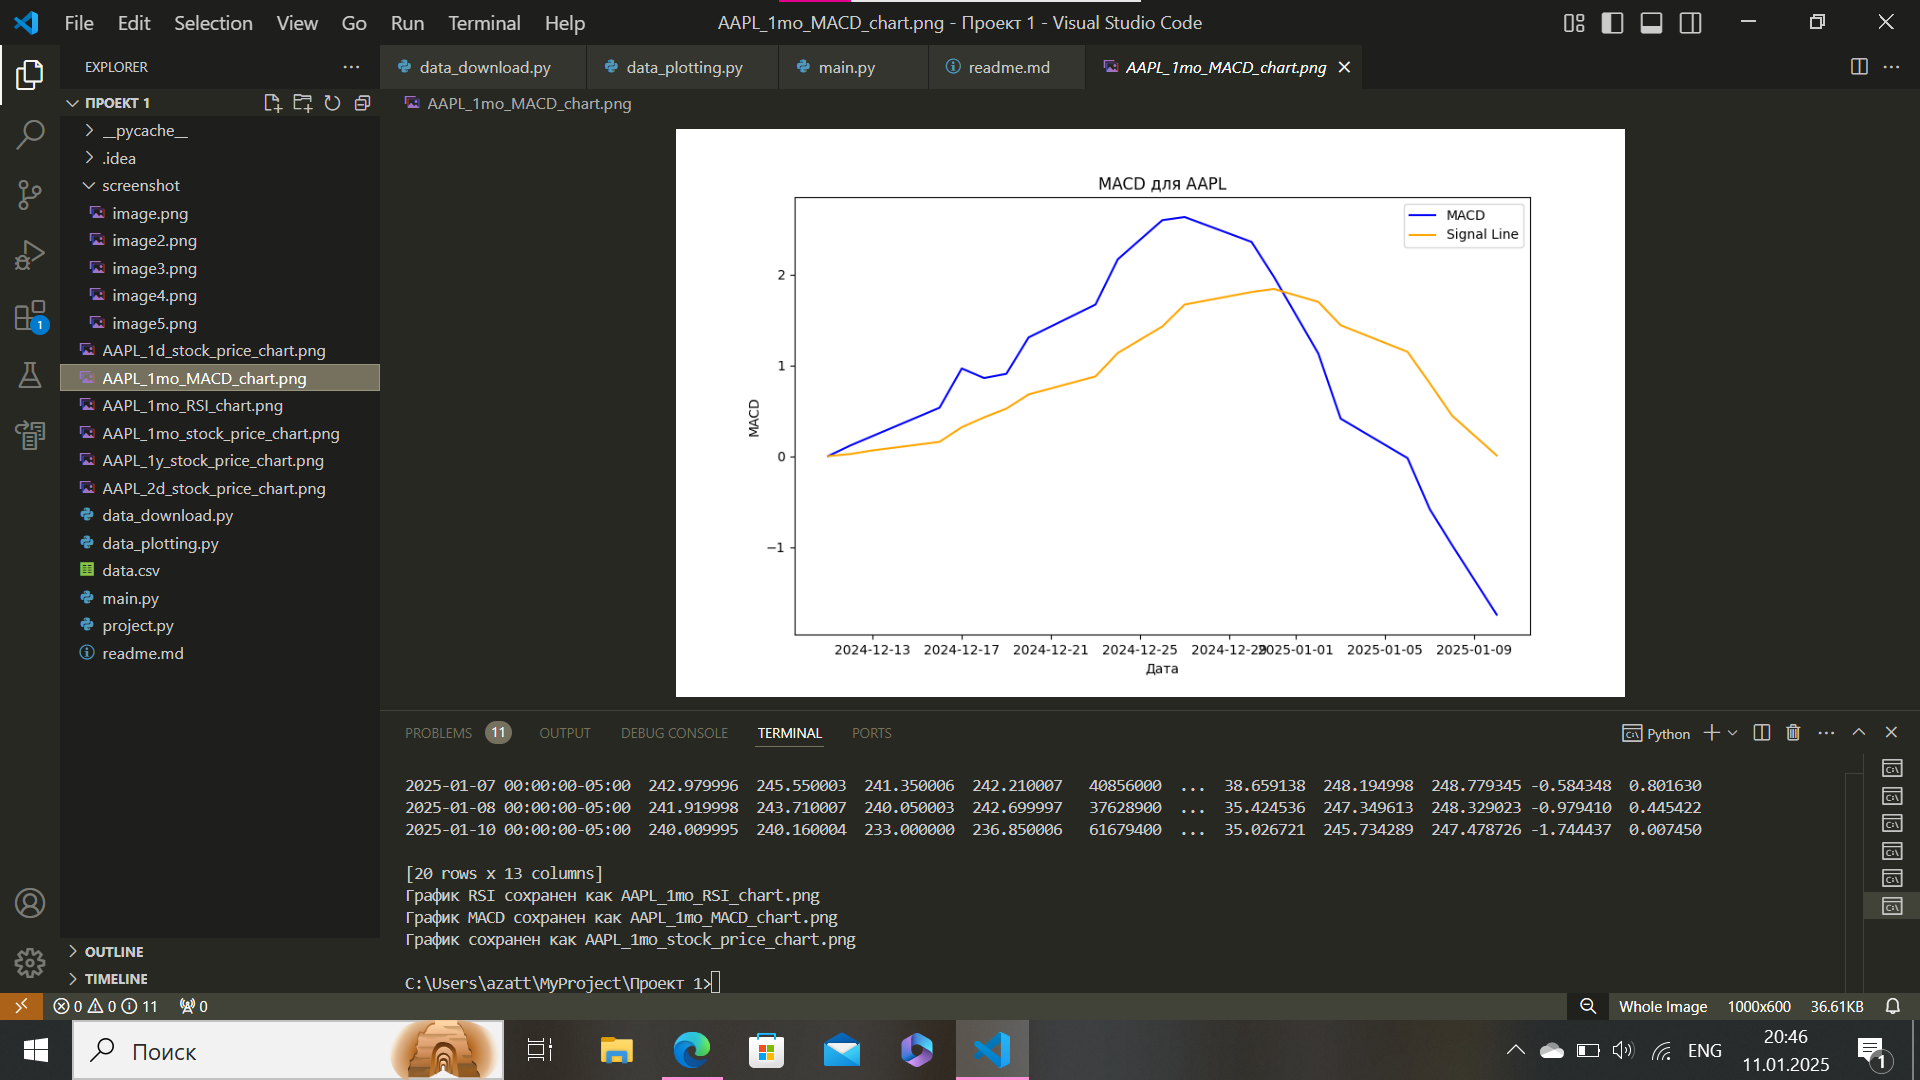 File Edit Selection View Go Run Terminal Help
AAPL_1mo_MACD_chart.png - Проект 1 - Visual Studio Code
EXPLORER
data_download.py
data_plotting.py
main.py
readme.md
AAPL_1mo_MACD_chart.png
ПРОЕКТ 1
AAPL_1mo_MACD_chart.png
__pycache__
.idea
screenshot
image.png
image2.png
image3.png
image4.png
image5.png
AAPL_1d_stock_price_chart.png
AAPL_1mo_MACD_chart.png
AAPL_1mo_RSI_chart.png
AAPL_1mo_stock_price_chart.png
AAPL_1y_stock_price_chart.png
AAPL_2d_stock_price_chart.png
data_download.py
data_plotting.py
data.csv
main.py
project.py
readme.md
1
OUTLINE
TIMELINE
MACD для AAPL
MACD
Signal Line
2
1
0
−1
MACD
2024-12-13 2024-12-17 2024-12-21 2024-12-25 2024-12-29 2025-01-01 2025-01-05 2025-01-09
Дата
PROBLEMS 11 OUTPUT DEBUG CONSOLE TERMINAL PORTS
Python
2025-01-07 00:00:00-05:00 242.979996 245.550003 241.350006 242.210007 40856000 ... 38.659138 248.194998 248.779345 -0.584348 0.801630
2025-01-08 00:00:00-05:00 241.919998 243.710007 240.050003 242.699997 37628900 ... 35.424536 247.349613 248.329023 -0.979410 0.445422
2025-01-10 00:00:00-05:00 240.009995 240.160004 233.000000 236.850006 61679400 ... 35.026721 245.734289 247.478726 -1.744437 0.007450
[20 rows x 13 columns]
График RSI сохранен как AAPL_1mo_RSI_chart.png
График MACD сохранен как AAPL_1mo_MACD_chart.png
График сохранен как AAPL_1mo_stock_price_chart.png
C:\Users\azatt\MyProject\Проект 1>
0 0 11 0
Whole Image 1000x600 36.61KB
Поиск
ENG
20:46
11.01.2025
1